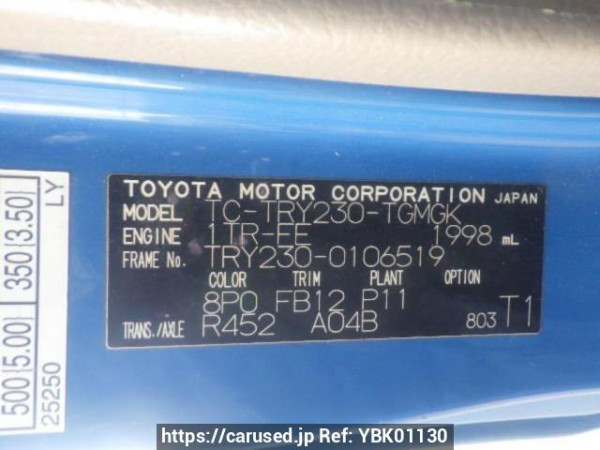 TOYOTA MOTOR CORPORATION JAPAN
MODEL TC-TRY230-TGMGK
ENGINE 1TR-FE 1998 mL
FRAME No. TRY230-0106519
COLOR TRIM PLANT OPTION
8P0 FB12 P11
TRANS./AXLE R452 A04B 803 T1
500[5.00] 350[3.50]
25250 LY
https://carused.jp Ref: YBK01130